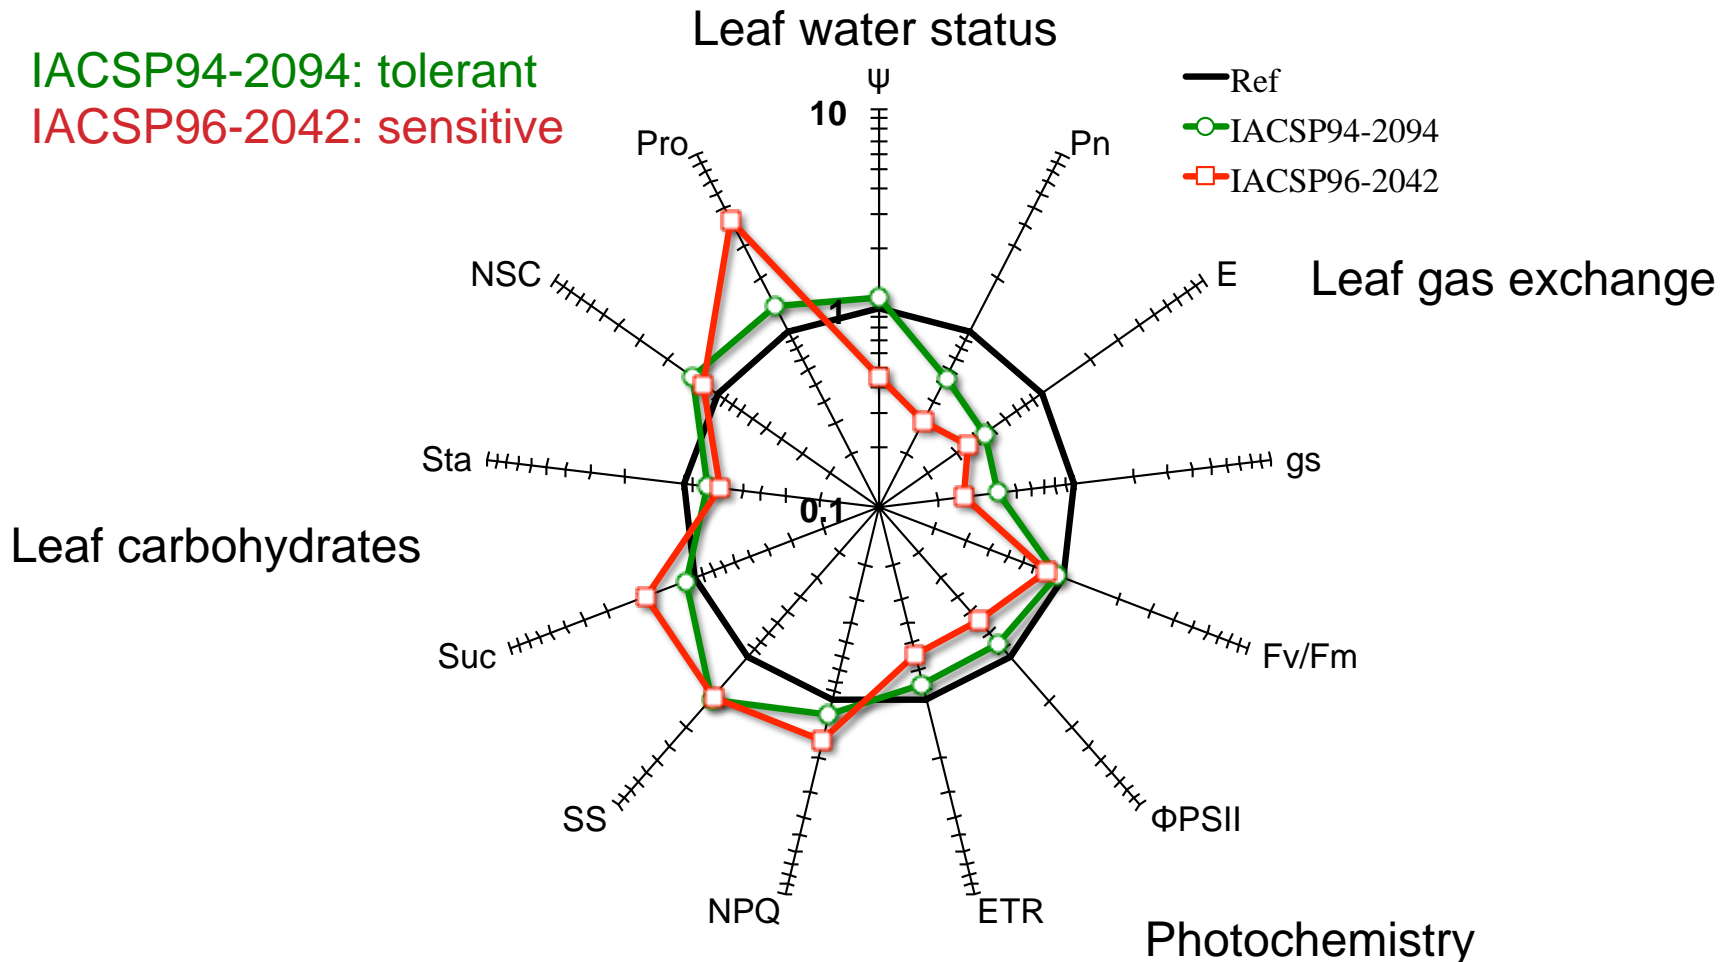 Leaf water status
IACSP94-2094: tolerant
IACSP96-2042: sensitive
ψ
Ref
IACSP94-2094
IACSP96-2042
10
1
0.1
Pro
Pn
NSC
E
Leaf gas exchange
Sta
gs
Leaf carbohydrates
Suc
Fv/Fm
SS
ΦPSII
NPQ
ETR
Photochemistry